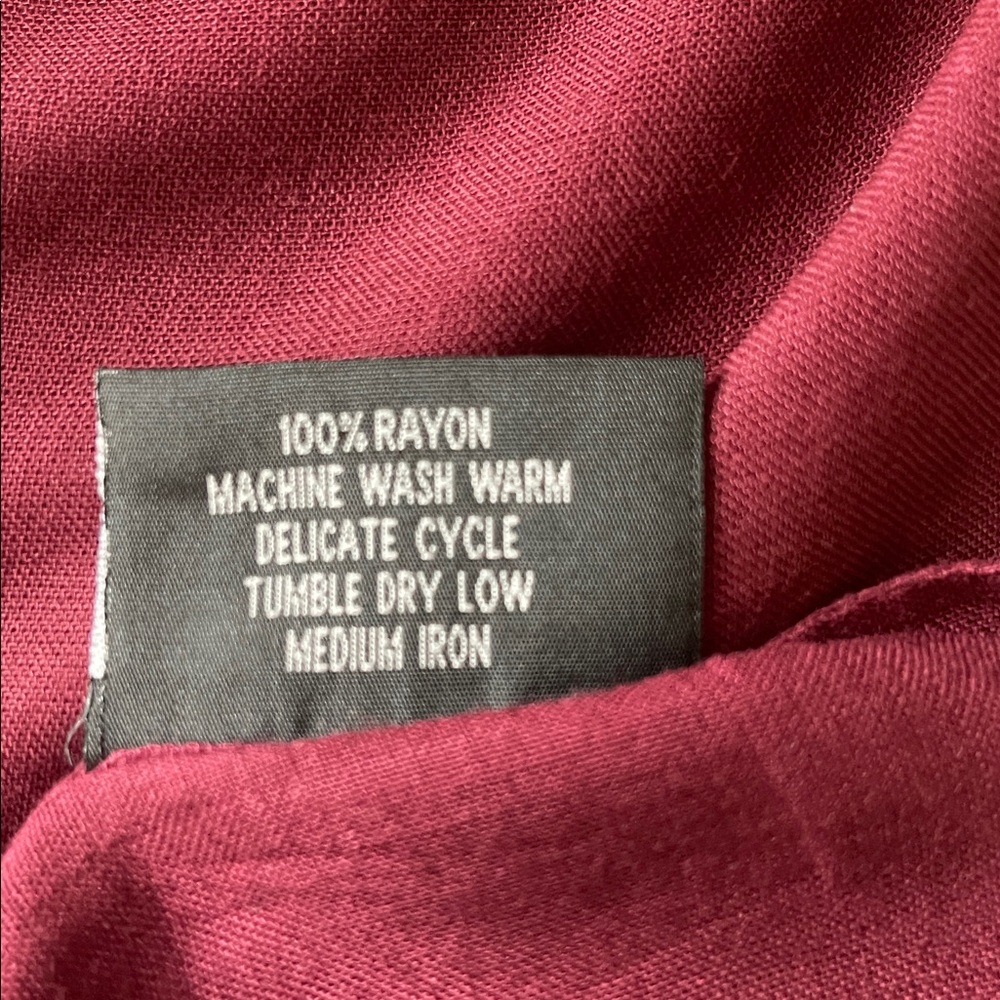 100% RAYON
MACHINE WASH WARM
DELICATE CYCLE
TUMBLE DRY LOW
MEDIUM IRON